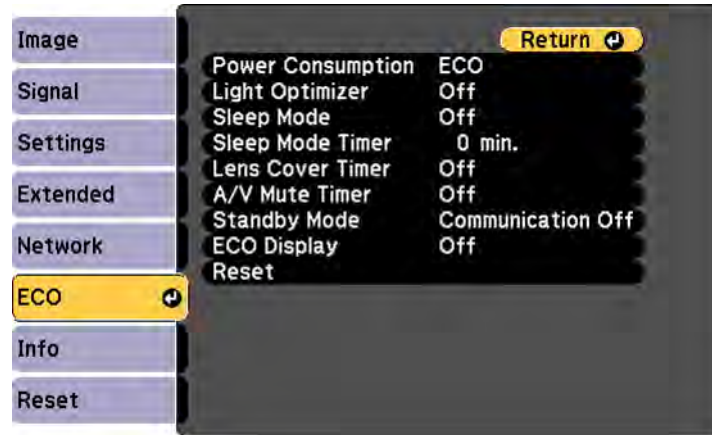 Image
Signal
Settings
Extended
Network
ECO
Info
Reset
Return
Power Consumption ECO
Light Optimizer Off
Sleep Mode Off
Sleep Mode Timer 0 min.
Lens Cover Timer Off
A/V Mute Timer Off
Standby Mode Communication Off
ECO Display Off
Reset